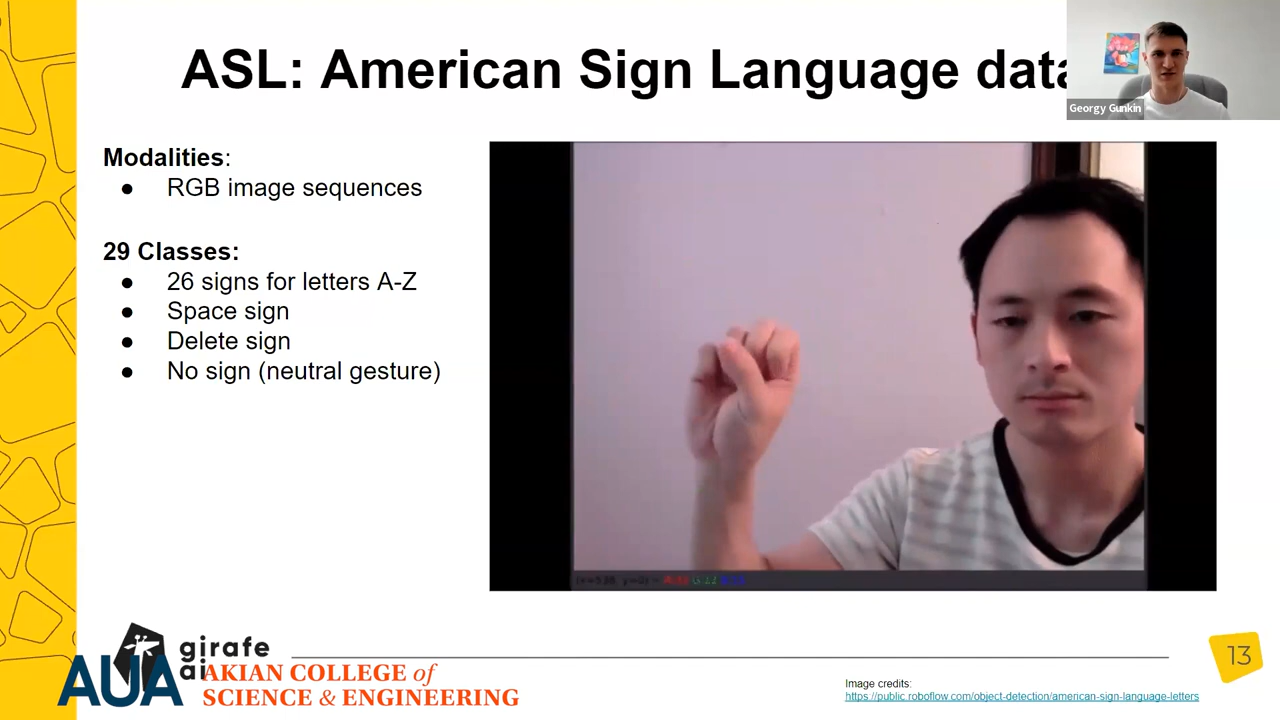 ASL: American Sign Language data
Georgy Gunkin
Modalities:
● RGB image sequences
29 Classes:
● 26 signs for letters A-Z
● Space sign
● Delete sign
● No sign (neutral gesture)
girafe
ai
AUA AKIAN COLLEGE of
SCIENCE & ENGINEERING
13
Image credits:
https://public.roboflow.com/object-detection/american-sign-language-letters